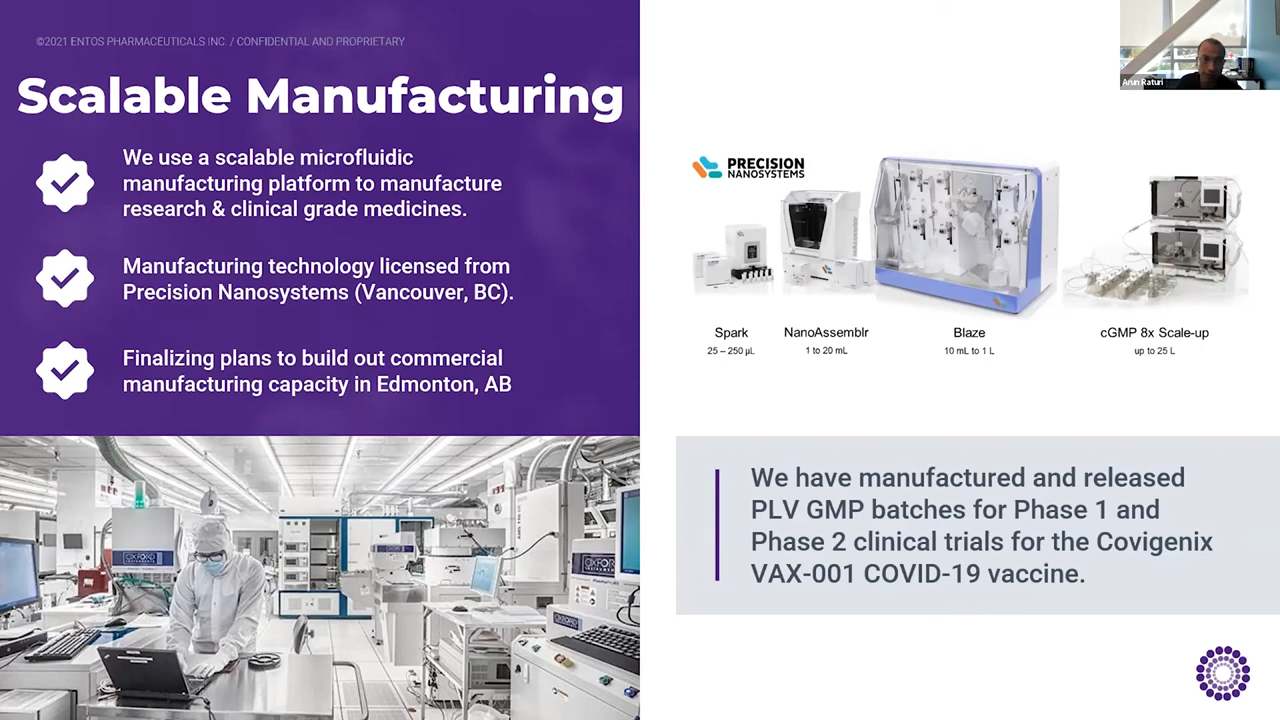 ©2021 ENTOS PHARMACEUTICALS INC. / CONFIDENTIAL AND PROPRIETARY
Scalable Manufacturing
We use a scalable microfluidic
manufacturing platform to manufacture
research & clinical grade medicines.
Manufacturing technology licensed from
Precision Nanosystems (Vancouver, BC).
Finalizing plans to build out commercial
manufacturing capacity in Edmonton, AB
OXFORD
INSTRUMENTS
OXFORD
OXFORD
Arun Raturi
PRECISION
NANOSYSTEMS
Spark
25 – 250 µL
NanoAssemblr
1 to 20 mL
Blaze
10 mL to 1 L
cGMP 8x Scale-up
up to 25 L
We have manufactured and released
PLV GMP batches for Phase 1 and
Phase 2 clinical trials for the Covigenix
VAX-001 COVID-19 vaccine.